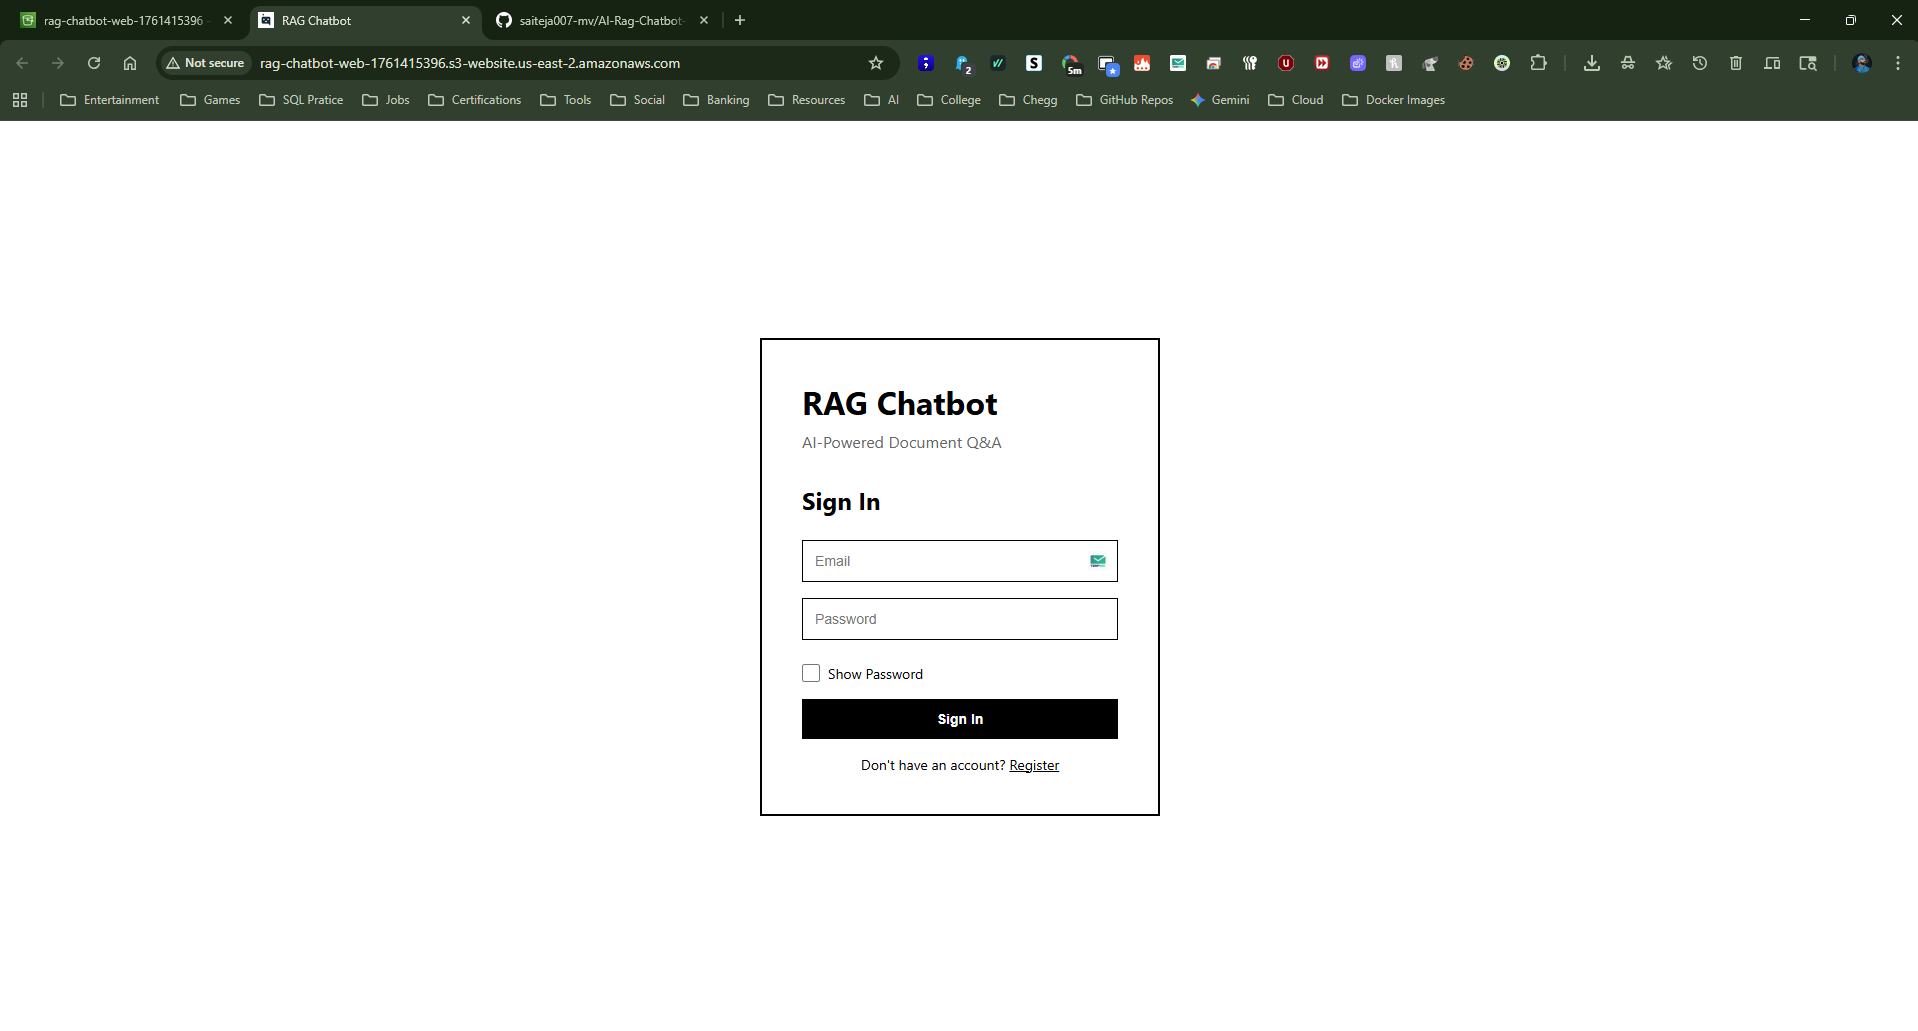 rag-chatbot-web-1761415396
RAG Chatbot
saiteja007-mv/AI-Rag-Chatbot-
Not secure
rag-chatbot-web-1761415396.s3-website.us-east-2.amazonaws.com
2
S
5m
U
Entertainment
Games
SQL Pratice
Jobs
Certifications
Tools
Social
Banking
Resources
AI
College
Chegg
GitHub Repos
Gemini
Cloud
Docker Images
RAG Chatbot
AI-Powered Document Q&A
Sign In
Email
Password
Show Password
Sign In
Don't have an account? Register